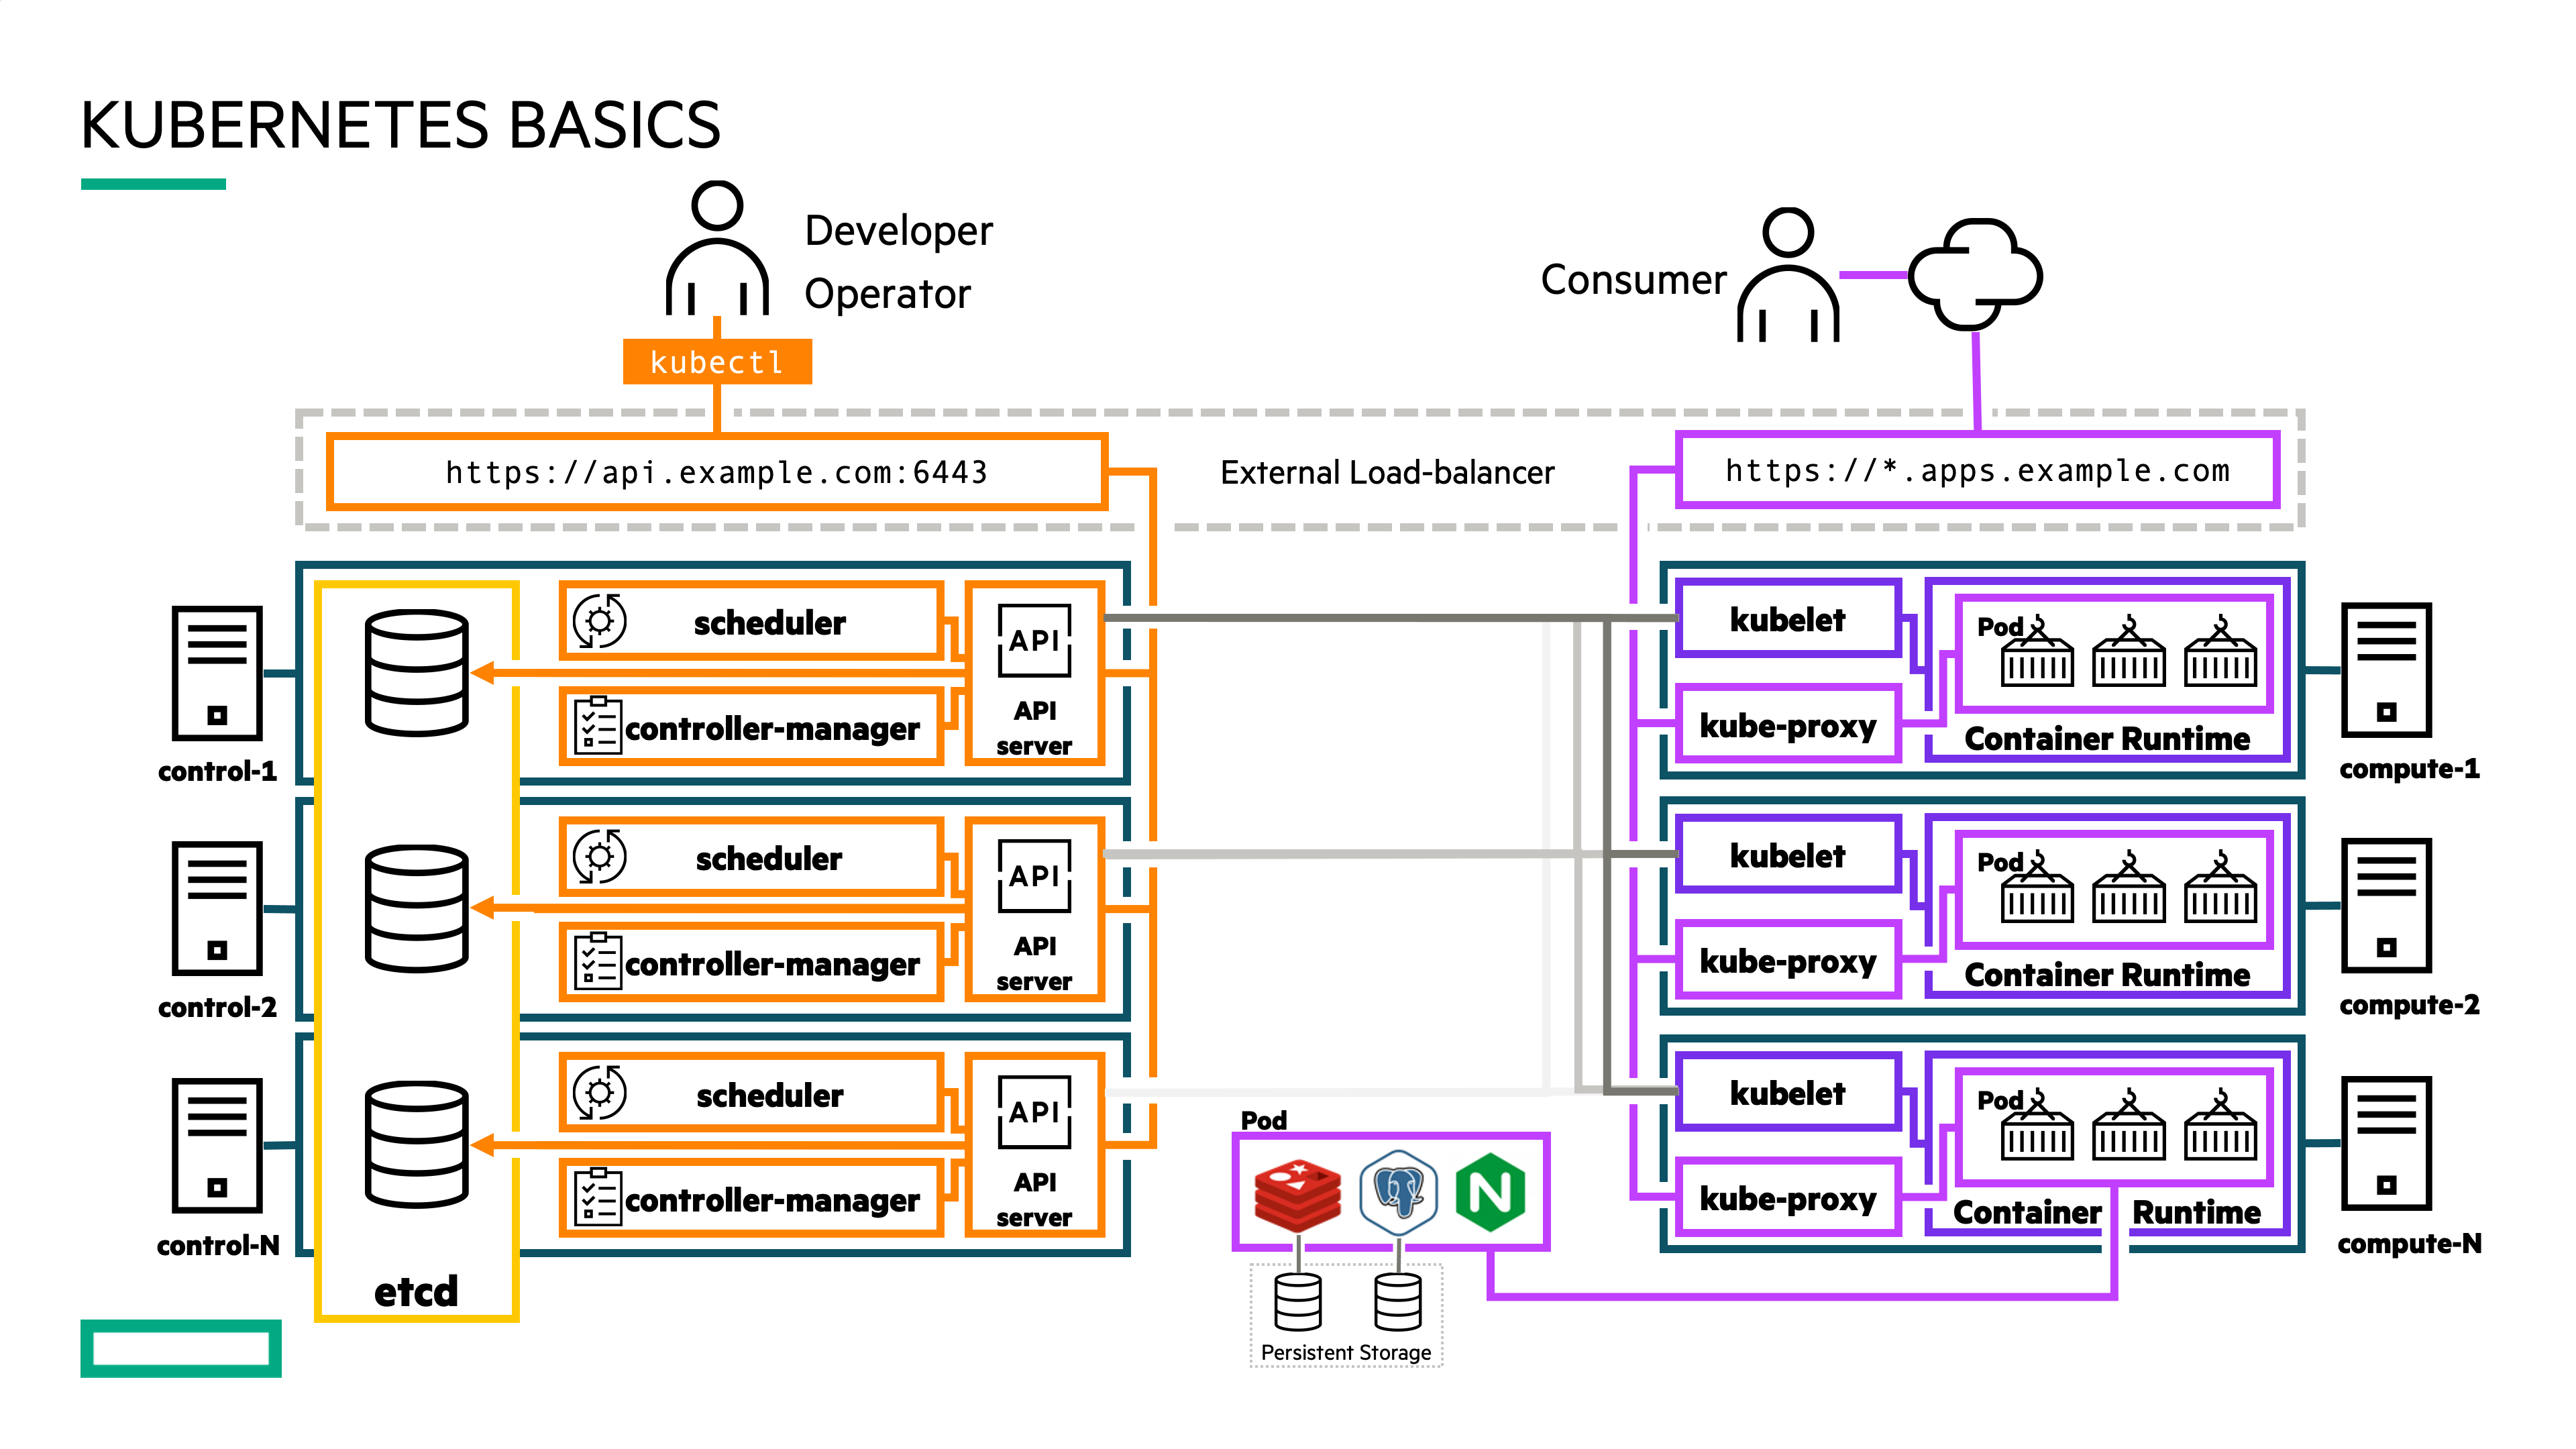 KUBERNETES BASICS
Developer
Operator
Consumer
kubectl
https://api.example.com:6443
External Load-balancer
https://*.apps.example.com
control-1
scheduler
controller-manager
API
API
server
kubelet
kube-proxy
Pod
Container Runtime
compute-1
control-2
scheduler
controller-manager
API
API
server
kubelet
kube-proxy
Pod
Container Runtime
compute-2
control-N
scheduler
controller-manager
API
API
server
kubelet
kube-proxy
Pod
Container Runtime
compute-N
etcd
Pod
N
Persistent Storage